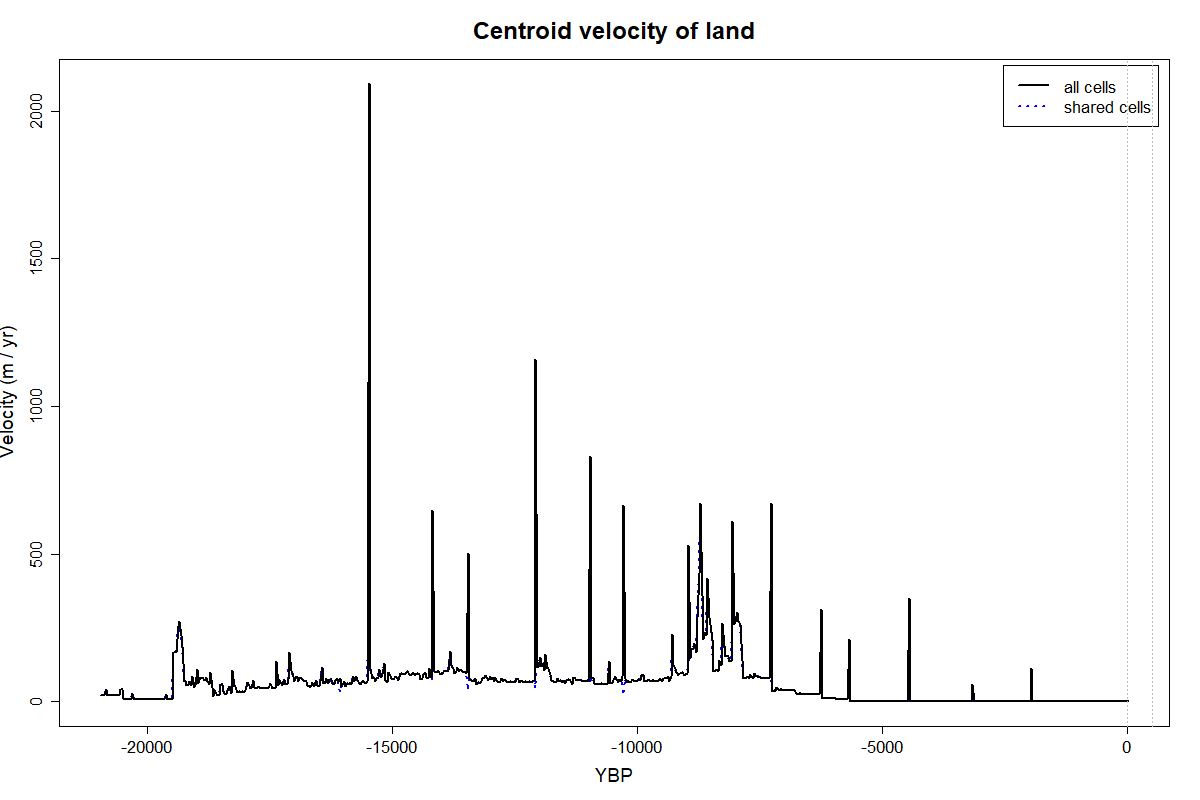 Centroid velocity of land
all cells
shared cells
2000
1500
1000
500
0
Velocity (m / yr)
-20000
-15000
-10000
-5000
0
YBP